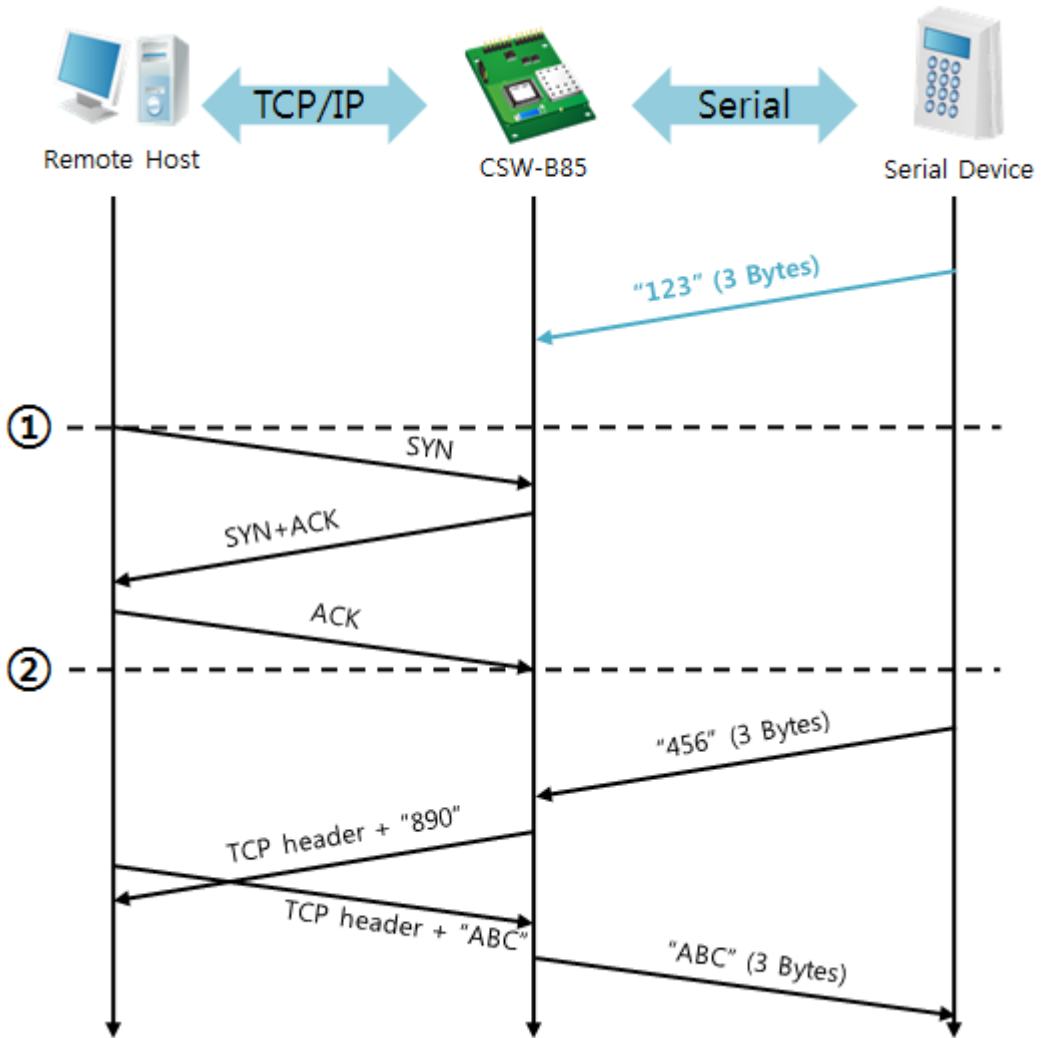 TCP/IP
Serial
Remote Host
CSW-B85
Serial Device
“123” (3 Bytes)
①
SYN
SYN+ACK
ACK
②
“456” (3 Bytes)
TCP header + “890”
TCP header + “ABC”
“ABC” (3 Bytes)